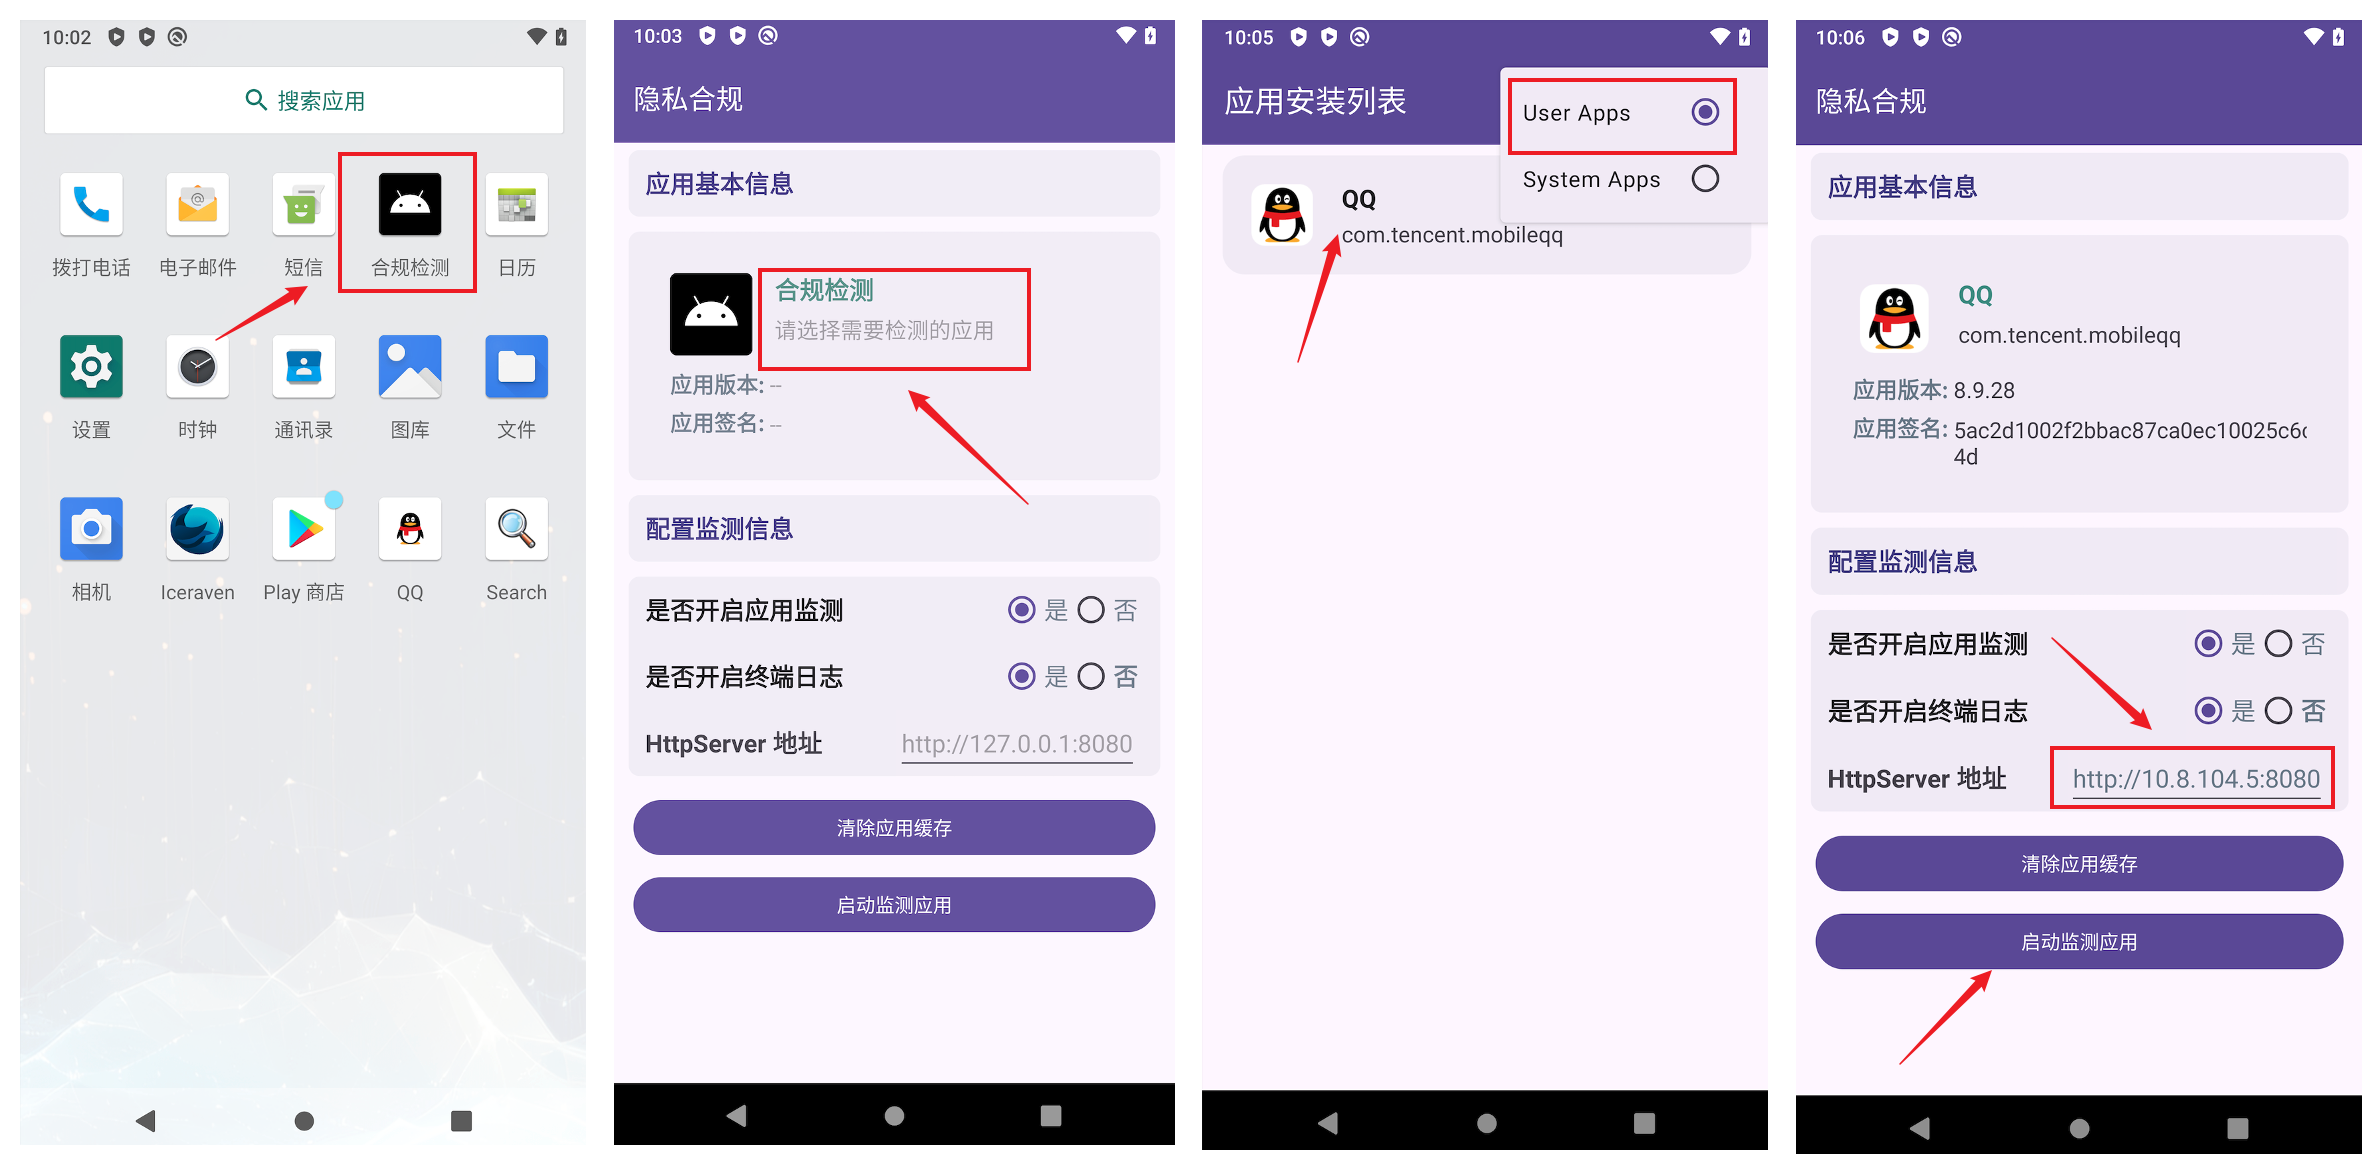 10:02
搜索应用
拨打电话
电子邮件
短信
合规检测
日历
设置
时钟
通讯录
图库
文件
相机
Iceraven
Play 商店
QQ
Search
10:03
隐私合规
应用基本信息
合规检测
请选择需要检测的应用
应用版本: --
应用签名: --
配置监测信息
是否开启应用监测 是 否
是否开启终端日志 是 否
HttpServer 地址 http://127.0.0.1:8080
清除应用缓存
启动监测应用
10:05
应用安装列表
User Apps
System Apps
QQ
com.tencent.mobileqq
10:06
隐私合规
应用基本信息
QQ
com.tencent.mobileqq
应用版本: 8.9.28
应用签名: 5ac2d1002f2bbac87ca0ec10025c6
4d
配置监测信息
是否开启应用监测 是 否
是否开启终端日志 是 否
HttpServer 地址 http://10.8.104.5:8080
清除应用缓存
启动监测应用